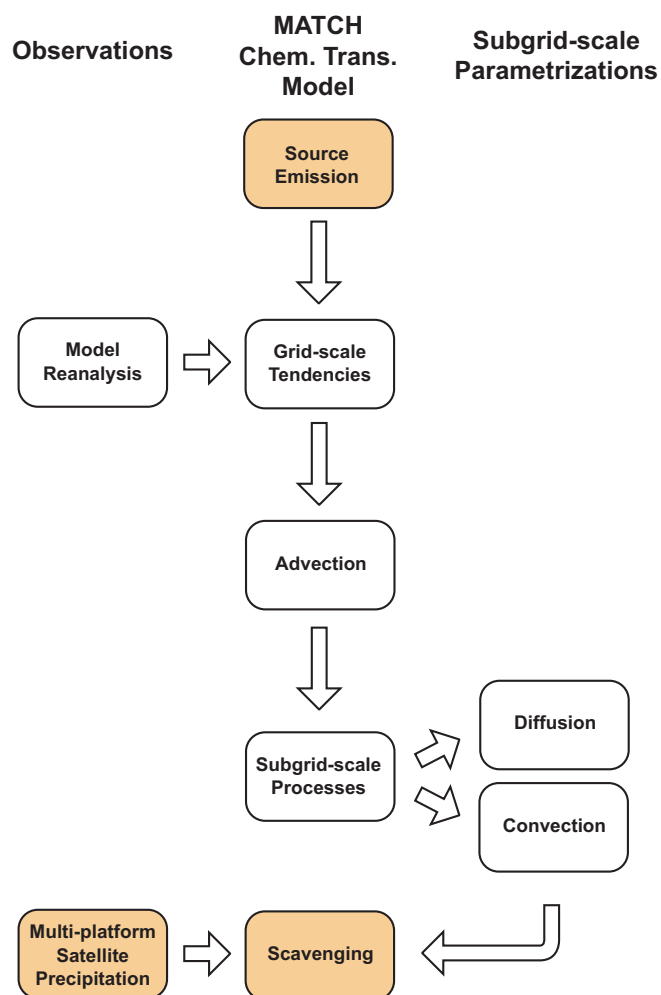 Observations
MATCH
Chem. Trans.
Model
Subgrid-scale
Parametrizations
Source
Emission
Model
Reanalysis
Grid-scale
Tendencies
Advection
Subgrid-scale
Processes
Diffusion
Convection
Multi-platform
Satellite
Precipitation
Scavenging